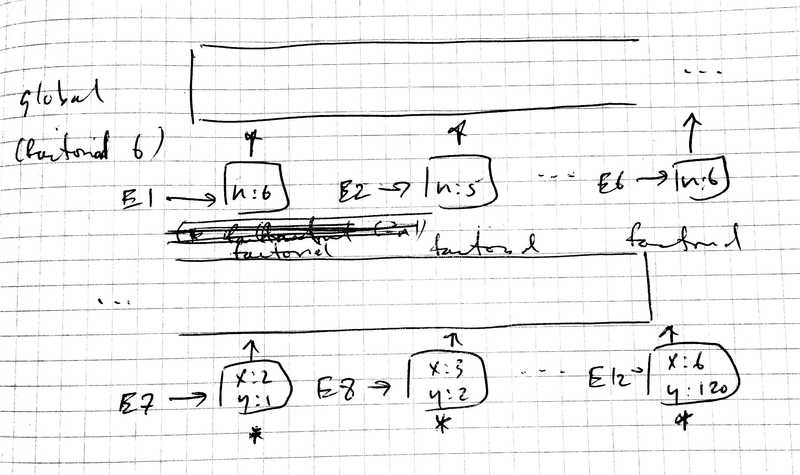 ...
global
(factorial 6)
E1 → n:6 E2 → n:5 ... E6 → n:6
factorial factorial factorial
...
E7 → x:2 y:1 E8 → x:3 y:2 ... E12 → x:6 y:120
* * *